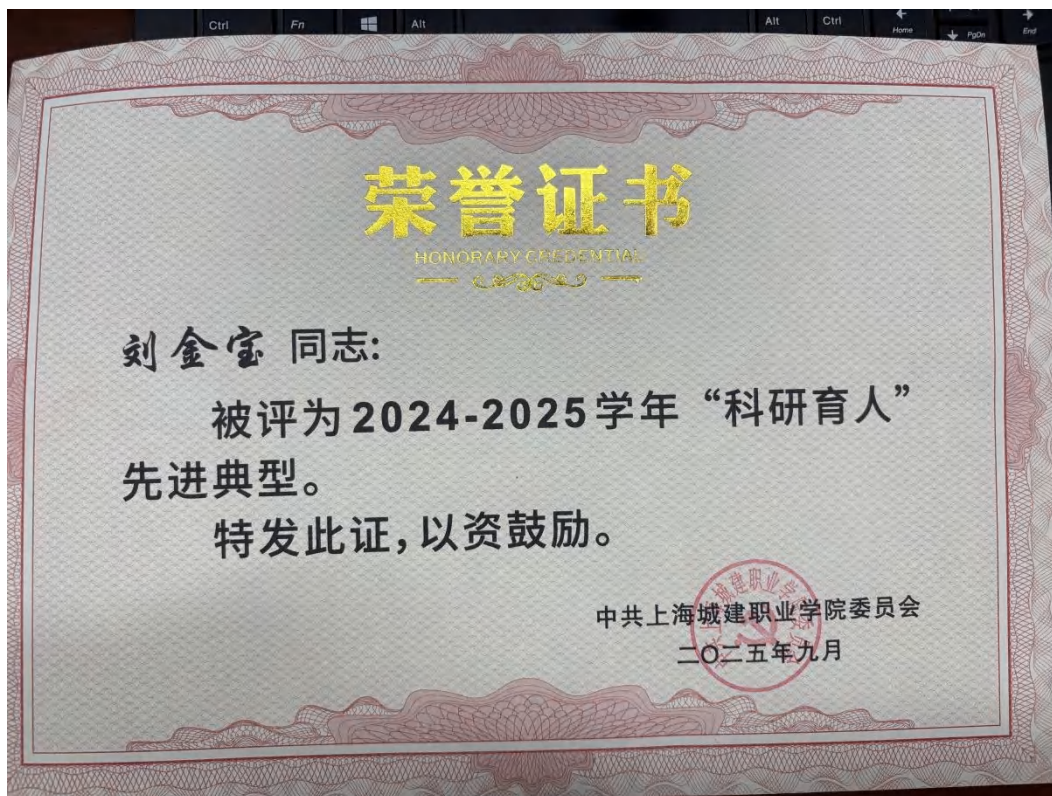 Ctrl
Fn
Alt
Alt
Ctrl
Home
PgDn
End
荣誉证书
HONORARY CREDENTIAL
刘金宝 同志:
被评为2024-2025学年“科研育人”
先进典型。
特发此证,以资鼓励。
中共上海城建职业学院委员会
二〇二五年九月